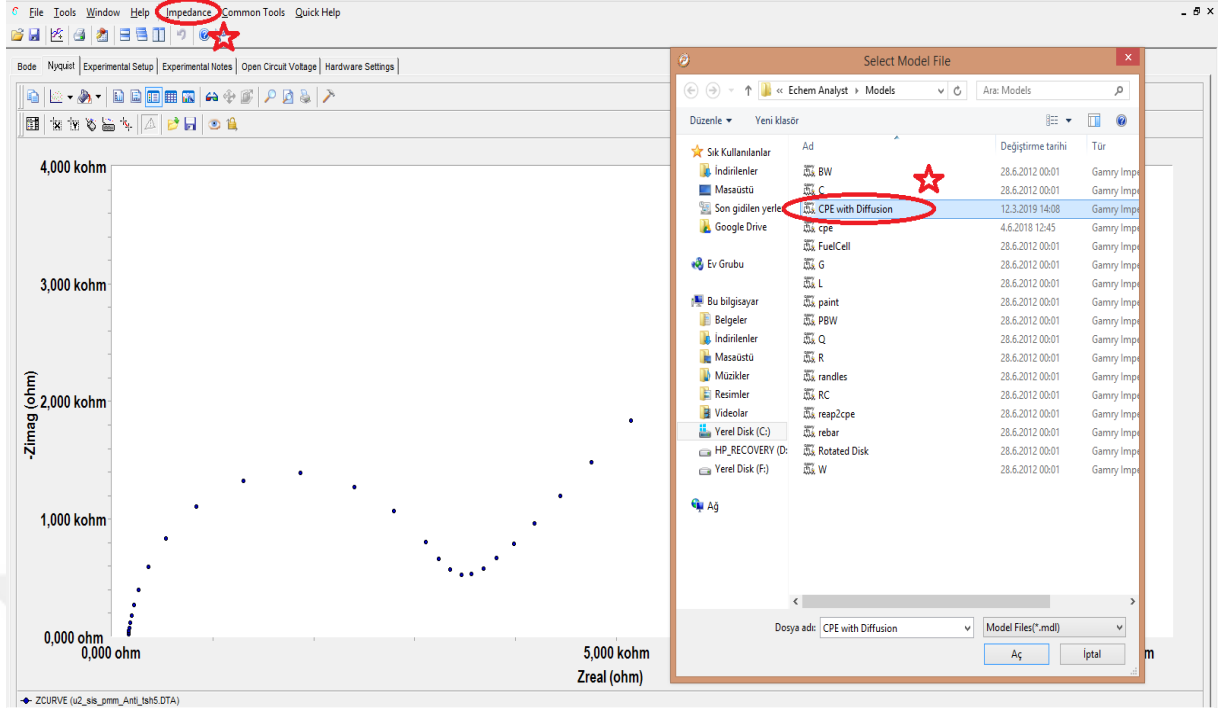 File Tools Window Help Impedance Common Tools Quick Help
Bode Nyquist Experimental Setup Experimental Notes Open Circuit Voltage Hardware Settings
4,000 kohm
3,000 kohm
2,000 kohm
1,000 kohm
0,000 ohm
-Zimag (ohm)
0,000 ohm
5,000 kohm
m
Zreal (ohm)
ZCURVE (u2_sis_pmm_Anti_tsh5.DTA)
Select Model File
« Echem Analyst Models
Ara: Models
Düzenle Yeni klasör
Sık Kullanılanlar
İndirilenler
Masaüstü
Son gidilen yerle
Google Drive
Ev Grubu
Bu bilgisayar
Belgeler
İndirilenler
Masaüstü
Müzikler
Resimler
Videolar
Yerel Disk (C:)
HP_RECOVERY (D:
Yerel Disk (F:)
Ağ
Ad Değiştirme tarihi Tür
BW 28.6.2012 00:01 Gamry Impe
C 28.6.2012 00:01 Gamry Impe
CPE with Diffusion 12.3.2019 14:08 Gamry Impe
cpe 4.6.2018 12:45 Gamry Impe
FuelCell 28.6.2012 00:01 Gamry Impe
G 28.6.2012 00:01 Gamry Impe
L 28.6.2012 00:01 Gamry Impe
paint 28.6.2012 00:01 Gamry Impe
PBW 28.6.2012 00:01 Gamry Impe
Q 28.6.2012 00:01 Gamry Impe
R 28.6.2012 00:01 Gamry Impe
randles 28.6.2012 00:01 Gamry Impe
RC 28.6.2012 00:01 Gamry Impe
reap2cpe 28.6.2012 00:01 Gamry Impe
rebar 28.6.2012 00:01 Gamry Impe
Rotated Disk 28.6.2012 00:01 Gamry Impe
W 28.6.2012 00:01 Gamry Impe
Dosya adı: CPE with Diffusion Model Files(*.mdl)
Aç İptal